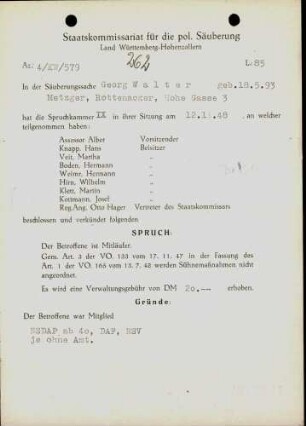 Staatskommissariat für die pol. Säuberung
Land Württemberg-Hohenzollern
Az: 4/XV/579
262
L: 85
In der Säuberungssache Georg Walter geb. 18.5.93
Metzger, Rottenacker, Hohe Gasse 3
hat die Spruchkammer IX in ihrer Sitzung am 48, an welcher
teilgenommen haben:
Assessor Alber Vorsitzender
Knapp, Hans Beisitzer
Veit, Martha "
Boden, Hermann "
Weimer, Hermann "
Hirn, Wilhelm "
Klett, Martin "
Kottmann, Josef "
Reg.Ang. Otto Hager Vertreter des Staatskommissars
beschlossen und verkündet folgenden
SPRUCH:
Der Betroffene ist Mitläufer.
Gem. Art. 3 der VO. 133 vom 17. 11. 47 in der Fassung des
Art. 1 der VO. 165 vom 13. 7. 48 werden Sühnemaßnahmen nicht
angeordnet.
Es wird eine Verwaltungsgebühr von DM 20.-- erhoben.
Gründe:
Der Betroffene war Mitglied
NSDAP ab 40, DAF, NSV
je ohne Amt.